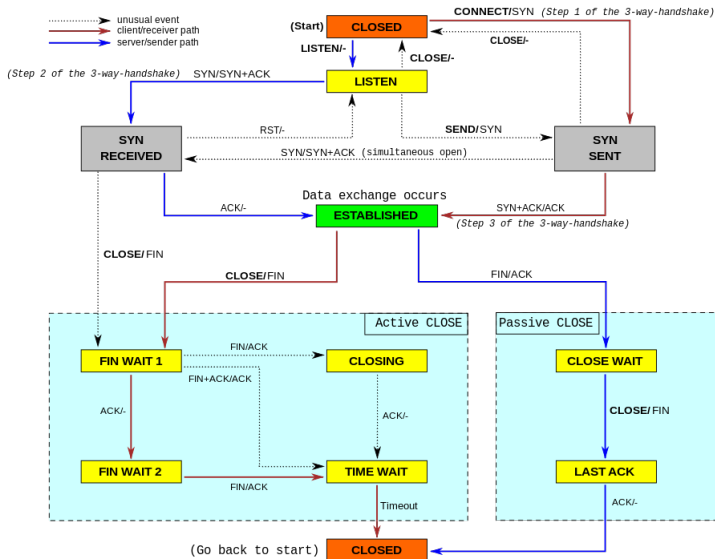 unusual event
client/receiver path
server/sender path
(Start)
CLOSED
CONNECT/SYN (Step 1 of the 3-way-handshake)
CLOSE/-
LISTEN/-
CLOSE/-
(Step 2 of the 3-way-handshake)
SYN/SYN+ACK
LISTEN
RST/-
SEND/SYN
SYN
RECEIVED
SYN
SENT
SYN/SYN+ACK (simultaneous open)
Data exchange occurs
ACK/-
ESTABLISHED
SYN+ACK/ACK
(Step 3 of the 3-way-handshake)
CLOSE/FIN
CLOSE/FIN
FIN/ACK
Active CLOSE
Passive CLOSE
FIN WAIT 1
FIN/ACK
CLOSING
CLOSE WAIT
FIN+ACK/ACK
ACK/-
ACK/-
CLOSE/FIN
FIN WAIT 2
TIME WAIT
LAST ACK
FIN/ACK
Timeout
ACK/-
(Go back to start)
CLOSED